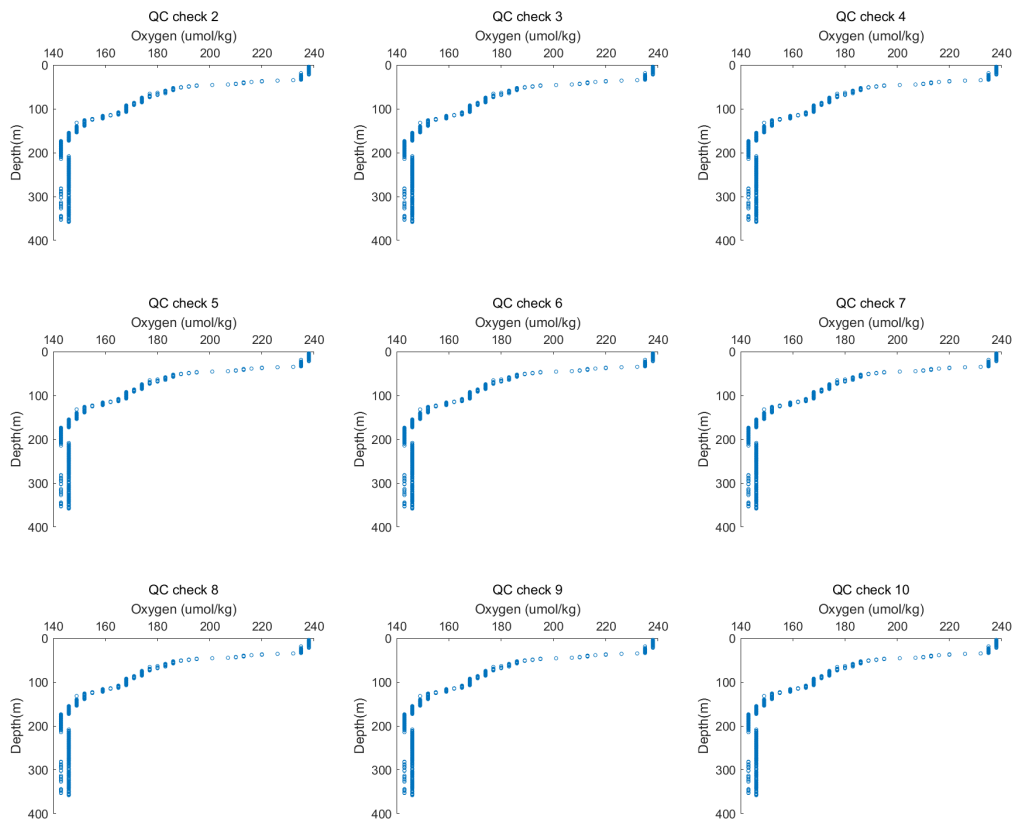 QC check 2 QC check 3 QC check 4
Oxygen (umol/kg) Oxygen (umol/kg) Oxygen (umol/kg)
140 160 180 200 220 240 140 160 180 200 220 240 140 160 180 200 220 240
0 0 0
100 100 100
Depth(m) Depth(m) Depth(m)
200 200 200
300 300 300
400 400 400
QC check 5 QC check 6 QC check 7
Oxygen (umol/kg) Oxygen (umol/kg) Oxygen (umol/kg)
140 160 180 200 220 240 140 160 180 200 220 240 140 160 180 200 220 240
0 0 0
100 100 100
Depth(m) Depth(m) Depth(m)
200 200 200
300 300 300
400 400 400
QC check 8 QC check 9 QC check 10
Oxygen (umol/kg) Oxygen (umol/kg) Oxygen (umol/kg)
140 160 180 200 220 240 140 160 180 200 220 240 140 160 180 200 220 240
0 0 0
100 100 100
Depth(m) Depth(m) Depth(m)
200 200 200
300 300 300
400 400 400